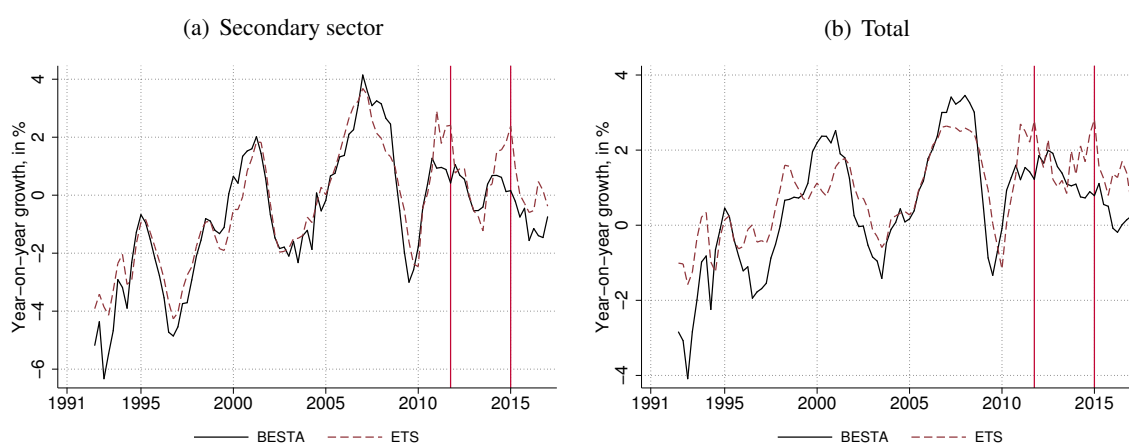 (a) Secondary sector
Year−on−year growth, in %
4
2
0
−2
−4
−6
1991 1995 2000 2005 2010 2015
BESTA ETS
(b) Total
Year−on−year growth, in %
4
2
0
−2
−4
1991 1995 2000 2005 2010 2015
BESTA ETS